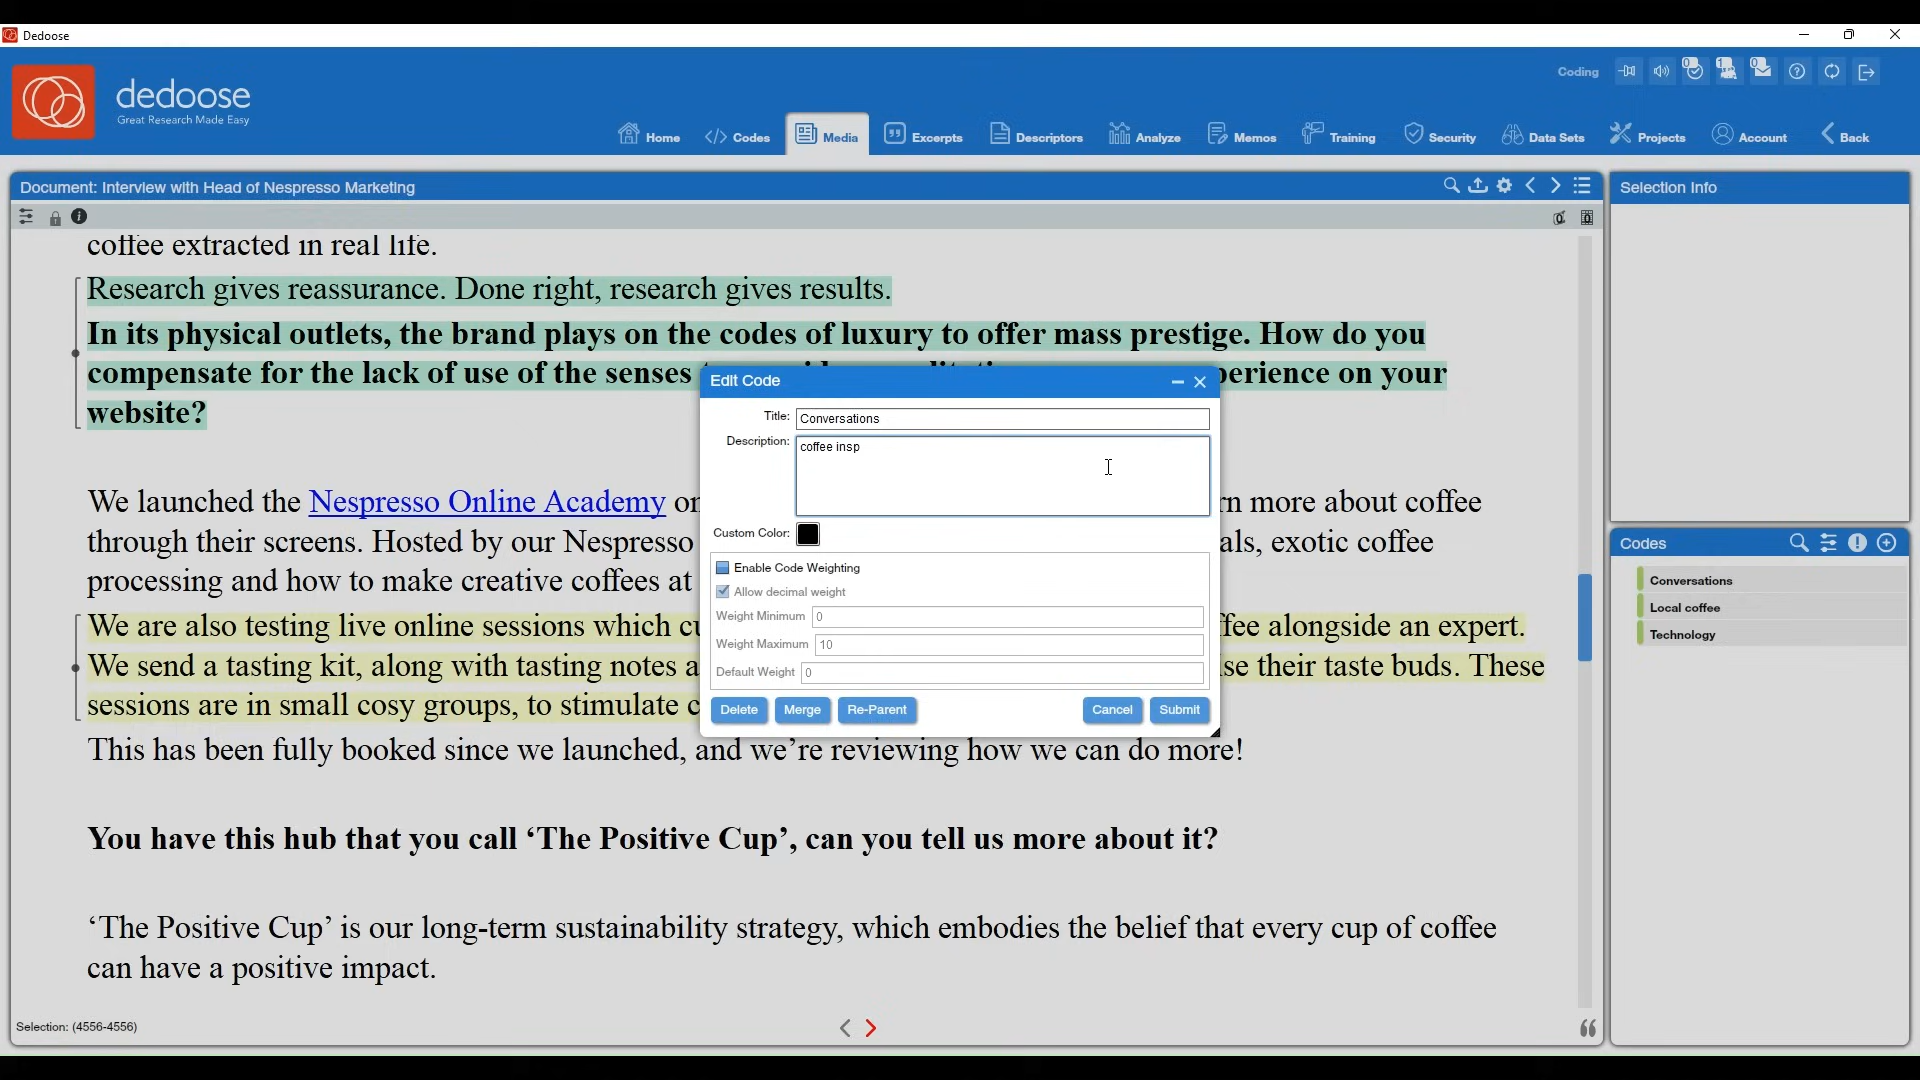 Dedoose
dedoose
Great Research Made Easy
Coding
0
1
0
Home
Codes
Media
Excerpts
Descriptors
Analyze
Memos
Training
Security
Data Sets
Projects
Account
Back
Document: Interview with Head of Nespresso Marketing
coffee extracted in real life.
Research gives reassurance. Done right, research gives results.
In its physical outlets, the brand plays on the codes of luxury to offer mass prestige. How do you
compensate for the lack of use of the senses perience on your
website?
We launched the Nespresso Online Academy on rn more about coffee
through their screens. Hosted by our Nespresso als, exotic coffee
processing and how to make creative coffees at
We are also testing live online sessions which cu ffee alongside an expert.
We send a tasting kit, along with tasting notes a se their taste buds. These
sessions are in small cosy groups, to stimulate c
This has been fully booked since we launched, and we’re reviewing how we can do more!
You have this hub that you call ‘The Positive Cup’, can you tell us more about it?
‘The Positive Cup’ is our long-term sustainability strategy, which embodies the belief that every cup of coffee
can have a positive impact.
Selection: (4556-4556)
Edit Code
Title: Conversations
Description: coffee insp
Custom Color:
Enable Code Weighting
Allow decimal weight
Weight Minimum 0
Weight Maximum 10
Default Weight 0
Delete
Merge
Re-Parent
Cancel
Submit
Selection Info
Codes
Conversations
Local coffee
Technology